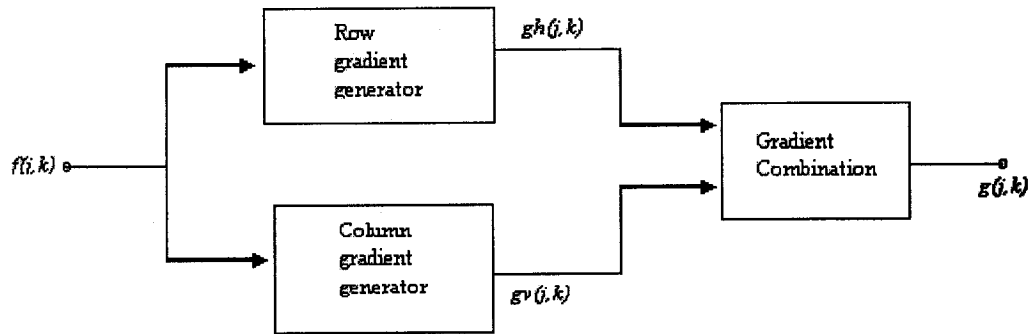 Row
gradient
generator
gh(j,k)
f(j,k)
Gradient
Combination
g(j,k)
Column
gradient
generator
gv(j,k)